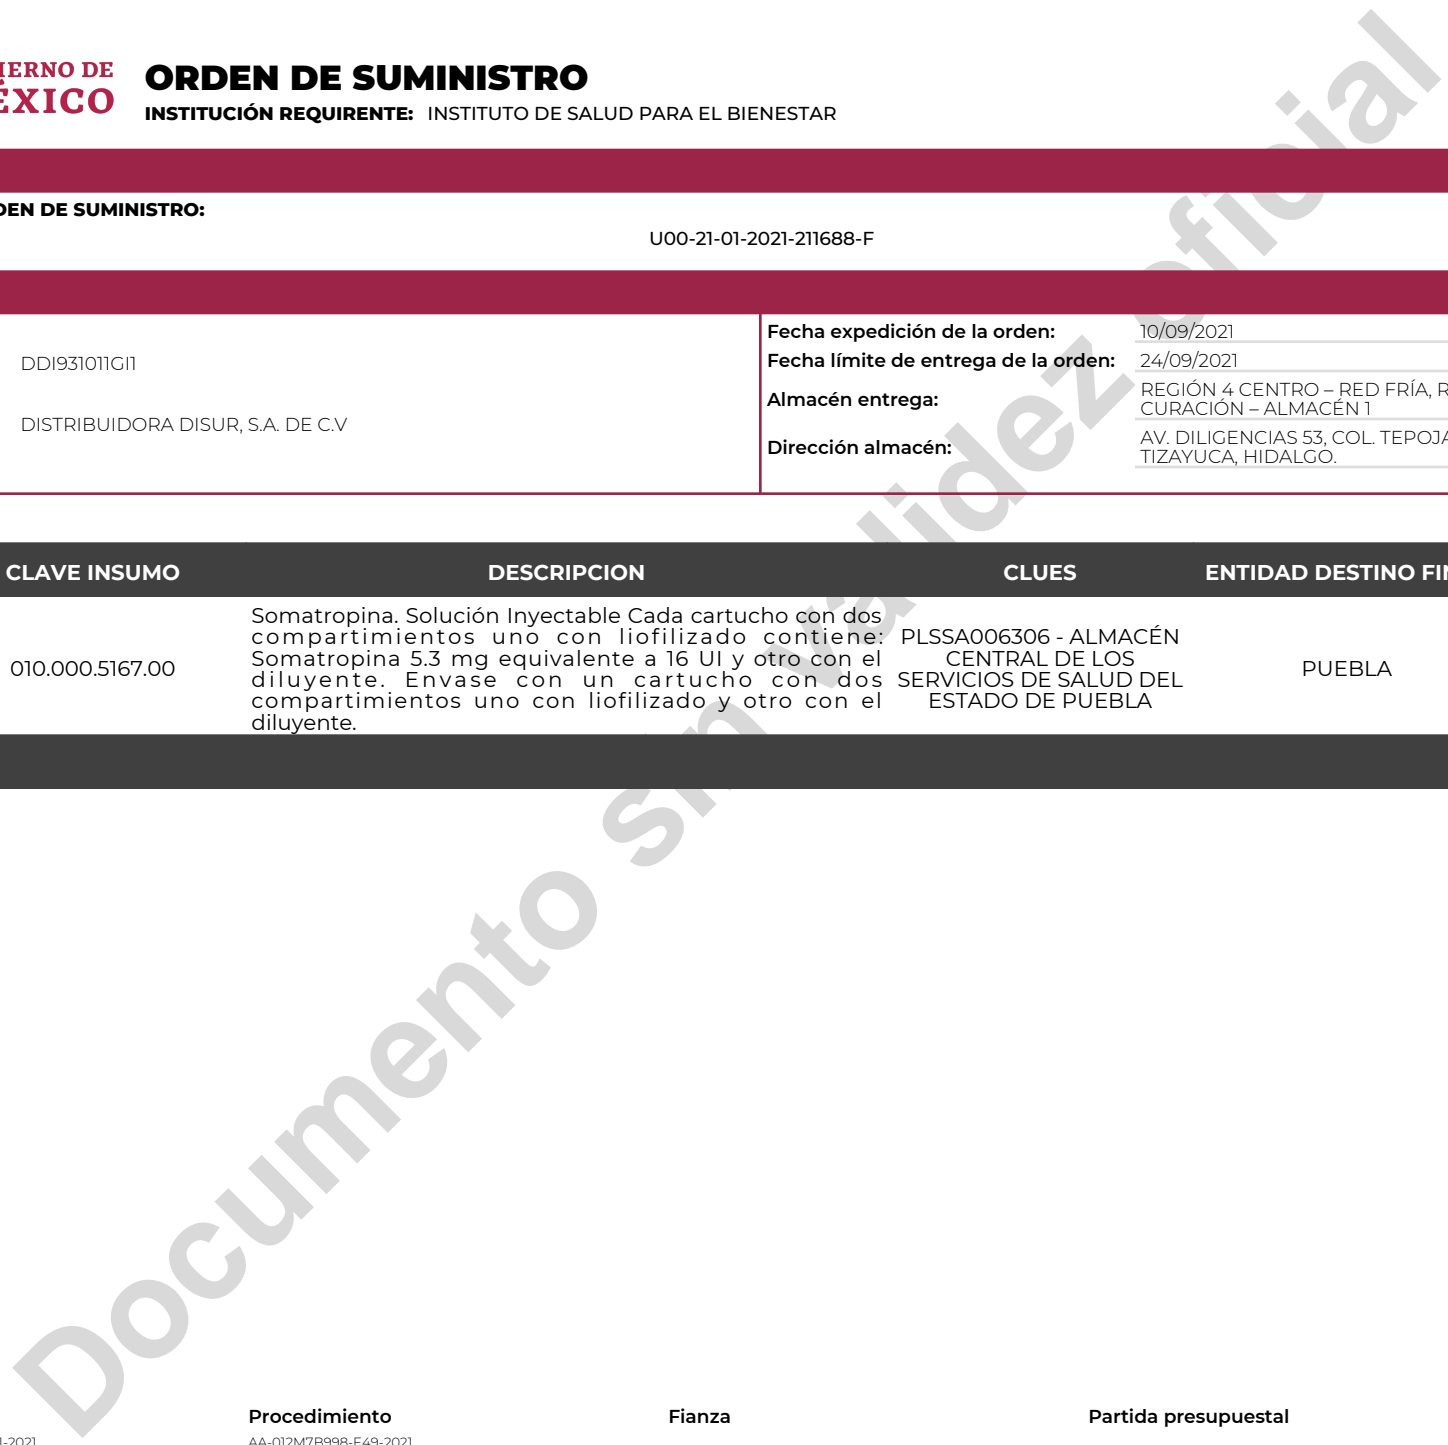 IERNO DE
ÉXICO
ORDEN DE SUMINISTRO
INSTITUCIÓN REQUIRENTE: INSTITUTO DE SALUD PARA EL BIENESTAR
DEN DE SUMINISTRO:
U00-21-01-2021-211688-F
DDI931011GI1
DISTRIBUIDORA DISUR, S.A. DE C.V
Fecha expedición de la orden: 10/09/2021
Fecha límite de entrega de la orden: 24/09/2021
Almacén entrega: REGIÓN 4 CENTRO – RED FRÍA, R
CURACIÓN – ALMACÉN 1
Dirección almacén: AV. DILIGENCIAS 53, COL. TEPOJA
TIZAYUCA, HIDALGO.
CLAVE INSUMO DESCRIPCION CLUES ENTIDAD DESTINO FIN
010.000.5167.00
Somatropina. Solución Inyectable Cada cartucho con dos
compartimientos uno con liofilizado contiene:
Somatropina 5.3 mg equivalente a 16 UI y otro con el
diluyente. Envase con un cartucho con dos
compartimientos uno con liofilizado y otro con el
diluyente.
PLSSA006306 - ALMACÉN
CENTRAL DE LOS
SERVICIOS DE SALUD DEL
ESTADO DE PUEBLA
PUEBLA
Documento sin validez oficial
Procedimiento Fianza Partida presupuestal
-2021 AA-012M7B998-E49-2021